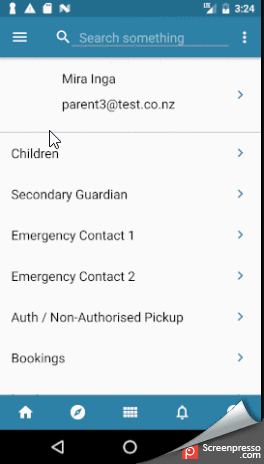 3:24
Search something
Mira Inga
parent3@test.co.nz
Children
Secondary Guardian
Emergency Contact 1
Emergency Contact 2
Auth / Non-Authorised Pickup
Bookings
Screenpresso
.com